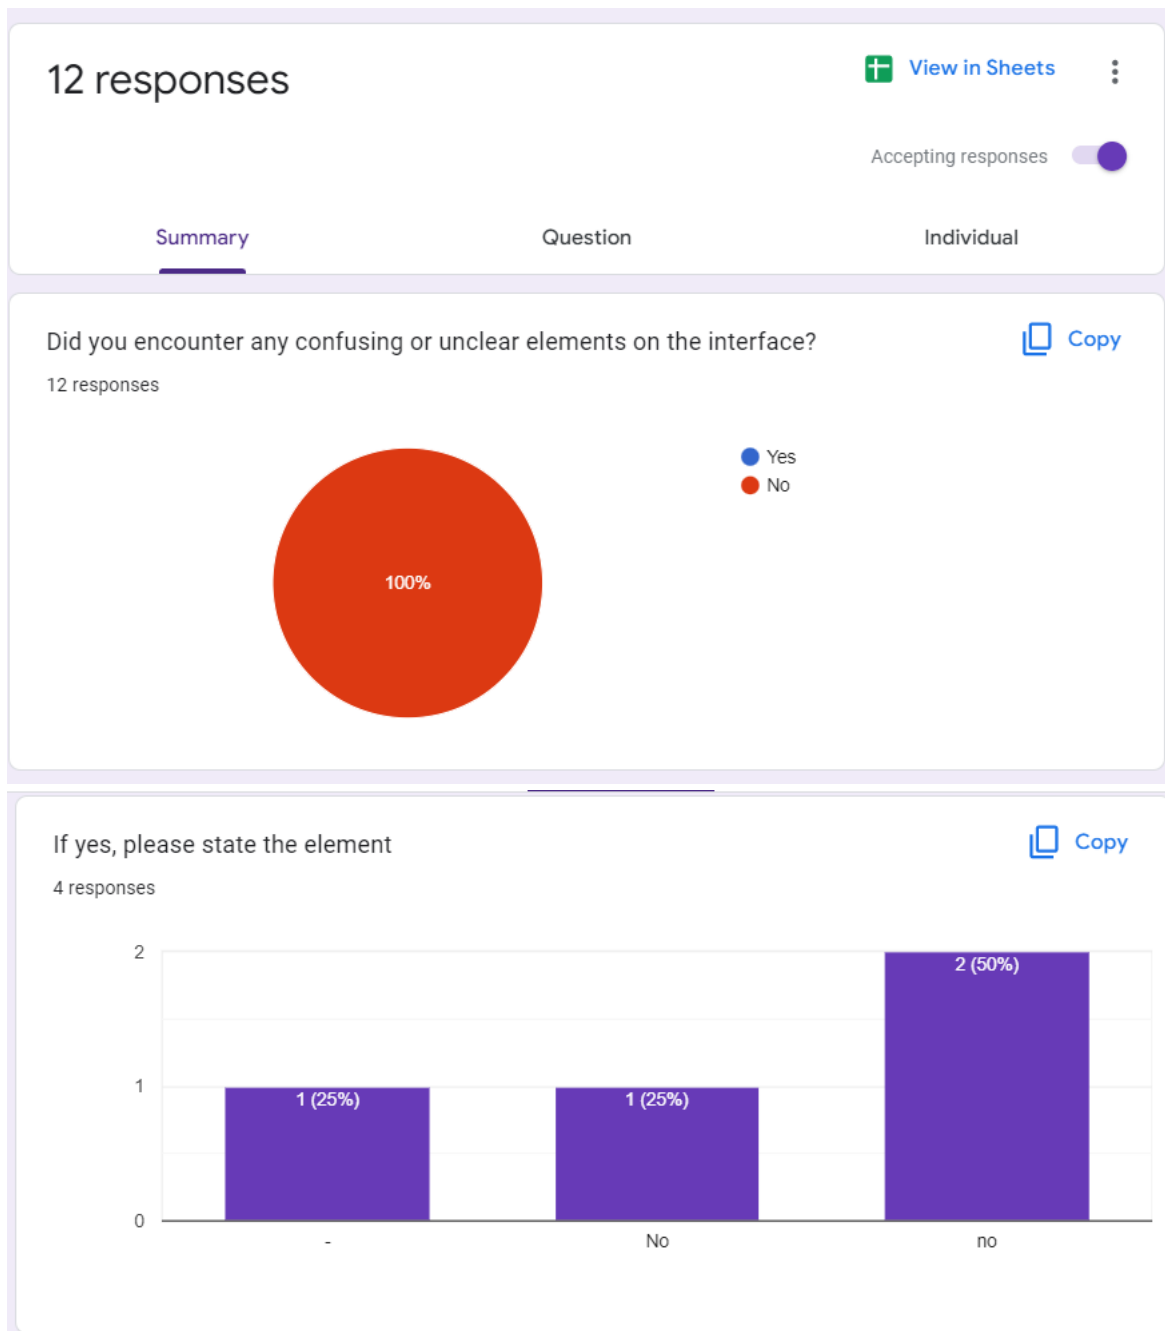 12 responses
View in Sheets
Accepting responses
Summary
Question
Individual
Did you encounter any confusing or unclear elements on the interface?
Copy
12 responses
Yes
No
100%
If yes, please state the element
Copy
4 responses
2
2 (50%)
1
1 (25%)
1 (25%)
0
-
No
no